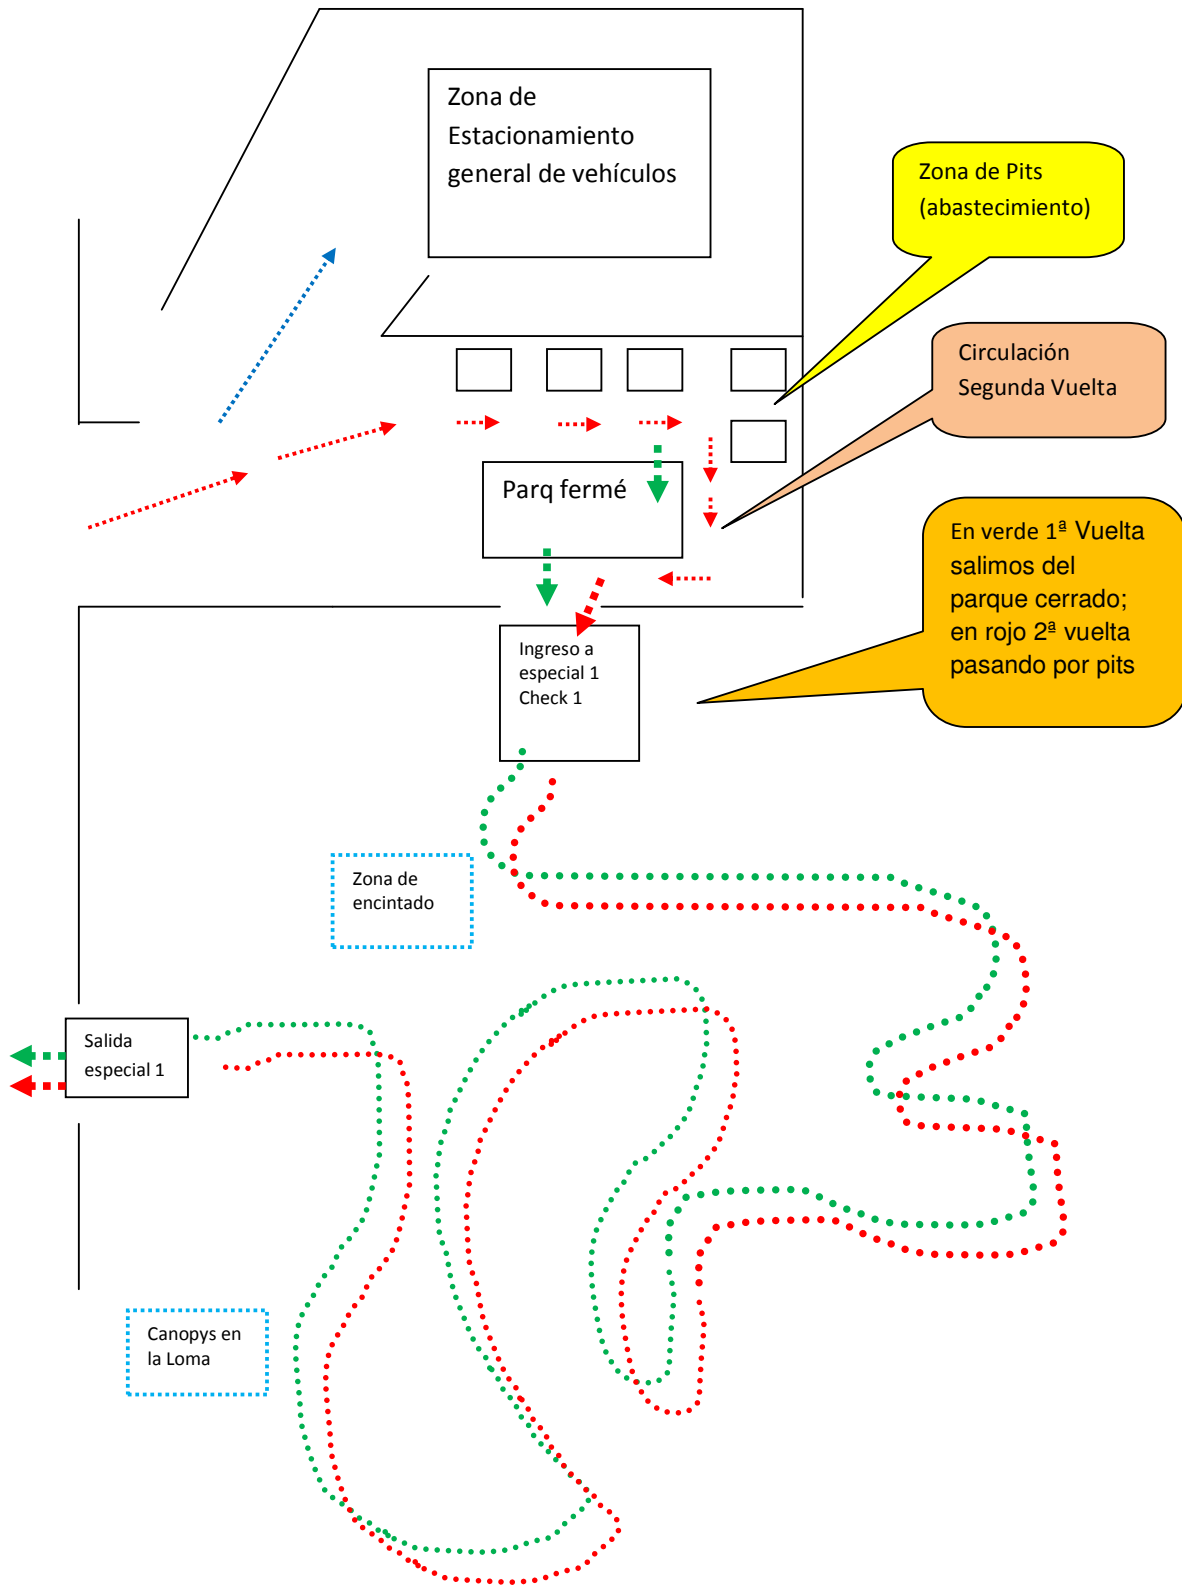 Zona de
Estacionamiento
general de vehículos
Zona de Pits
(abastecimiento)
Circulación
Segunda Vuelta
Parq fermé
En verde 1ª Vuelta
salimos del
parque cerrado;
en rojo 2ª vuelta
pasando por pits
Ingreso a
especial 1
Check 1
Zona de
encintado
Salida
especial 1
Canopys en
la Loma